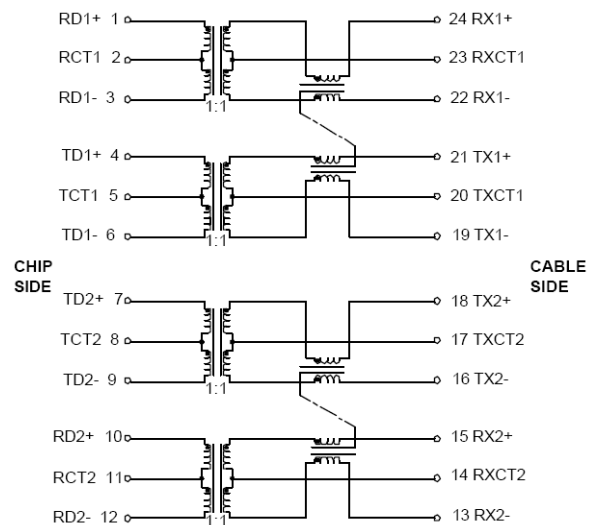 RD1+ 1 24 RX1+
RCT1 2 23 RXCT1
RD1- 3 22 RX1-
1:1
TD1+ 4 21 TX1+
TCT1 5 20 TXCT1
TD1- 6 19 TX1-
1:1
CHIP SIDE
CABLE SIDE
TD2+ 7 18 TX2+
TCT2 8 17 TXCT2
TD2- 9 16 TX2-
1:1
RD2+ 10 15 RX2+
RCT2 11 14 RXCT2
RD2- 12 13 RX2-
1:1